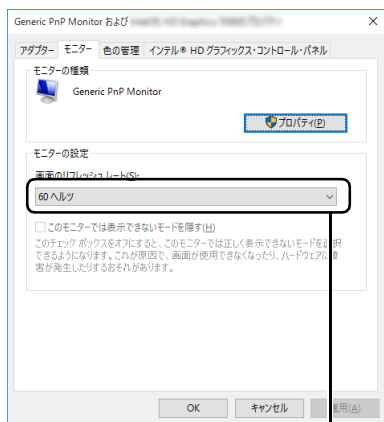 Generic PnP Monitor および
アダプター モニター 色の管理 インテル® HD グラフィックス・コントロール・パネル
モニターの種類
Generic PnP Monitor
プロパティ(P)
モニターの設定
画面のリフレッシュ レート(S):
60 ヘルツ
このモニターでは表示できないモードを隠す(H)
このチェック ボックスをオフにすると、このモニターでは正しく表示できないモードを選択
できるようになります。これが原因で、画面が使用できなくなったり、ハードウェアに障
害が発生したりするおそれがあります。
OK キャンセル 適用(A)